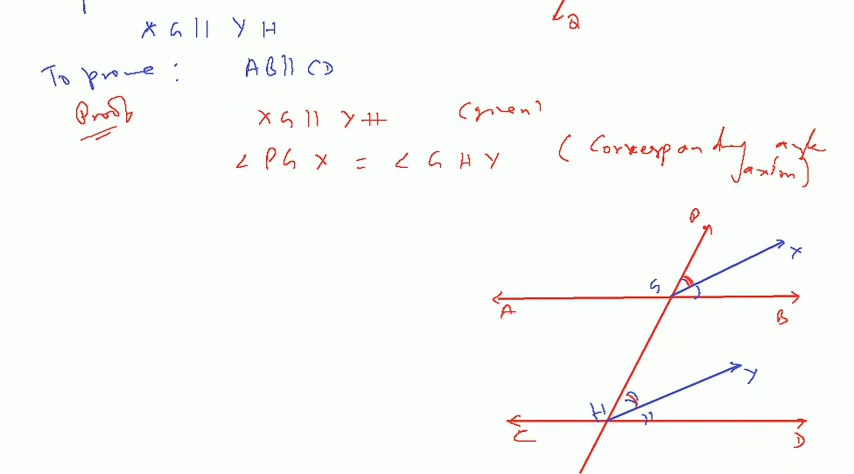 Q
XG || YH
To prove : AB || CD
Proof
XG || YH (given)
∠PGX = ∠GHY (Corresponding angle axiom)
P
X
G
A
B
Y
H
C
D